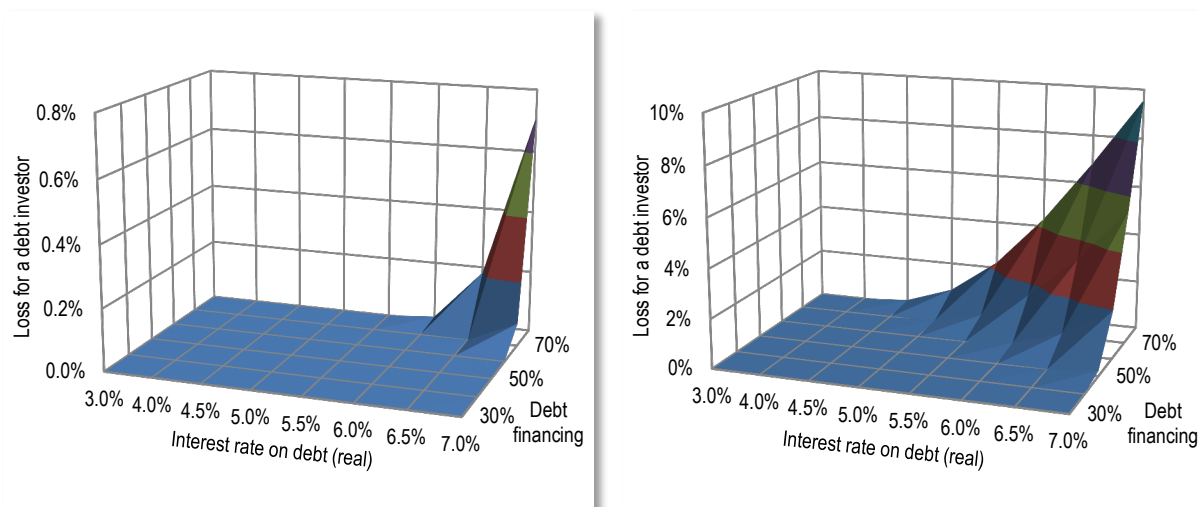 0.8%
0.6%
0.4%
0.2%
0.0%
Loss for a debt investor
3.0% 4.0% 4.5% 5.0% 5.5% 6.0% 6.5% 7.0%
Interest rate on debt (real)
70%
50%
30%
Debt
financing
10%
8%
6%
4%
2%
0%
Loss for a debt investor
3.0% 4.0% 4.5% 5.0% 5.5% 6.0% 6.5% 7.0%
Interest rate on debt (real)
70%
50%
30%
Debt
financing